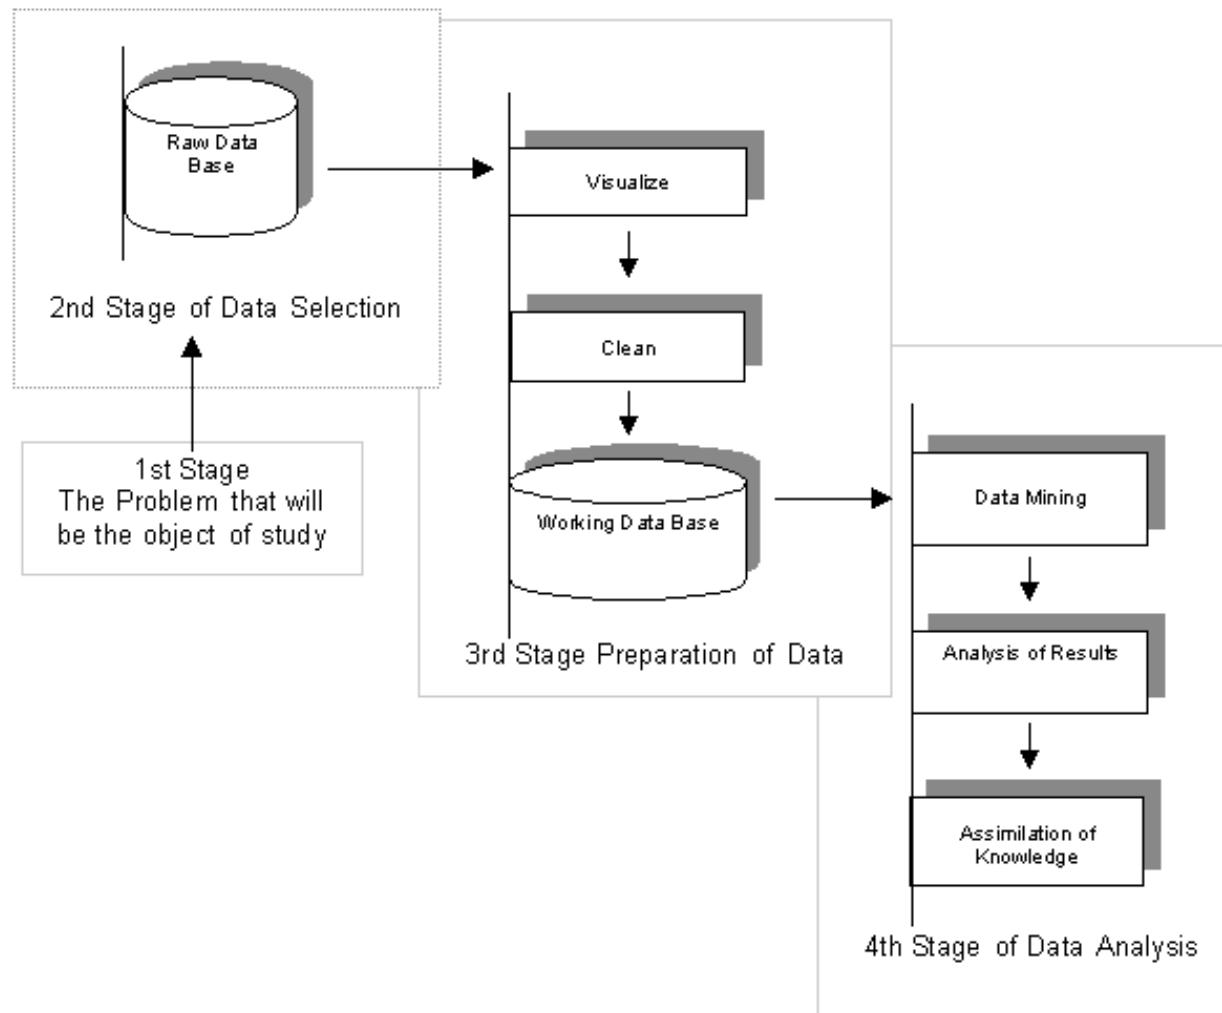 Raw Data
Base
2nd Stage of Data Selection
1st Stage
The Problem that will
be the object of study
Visualize
Clean
Working Data Base
3rd Stage Preparation of Data
Data Mining
Analysis of Results
Assimilation of
Knowledge
4th Stage of Data Analysis